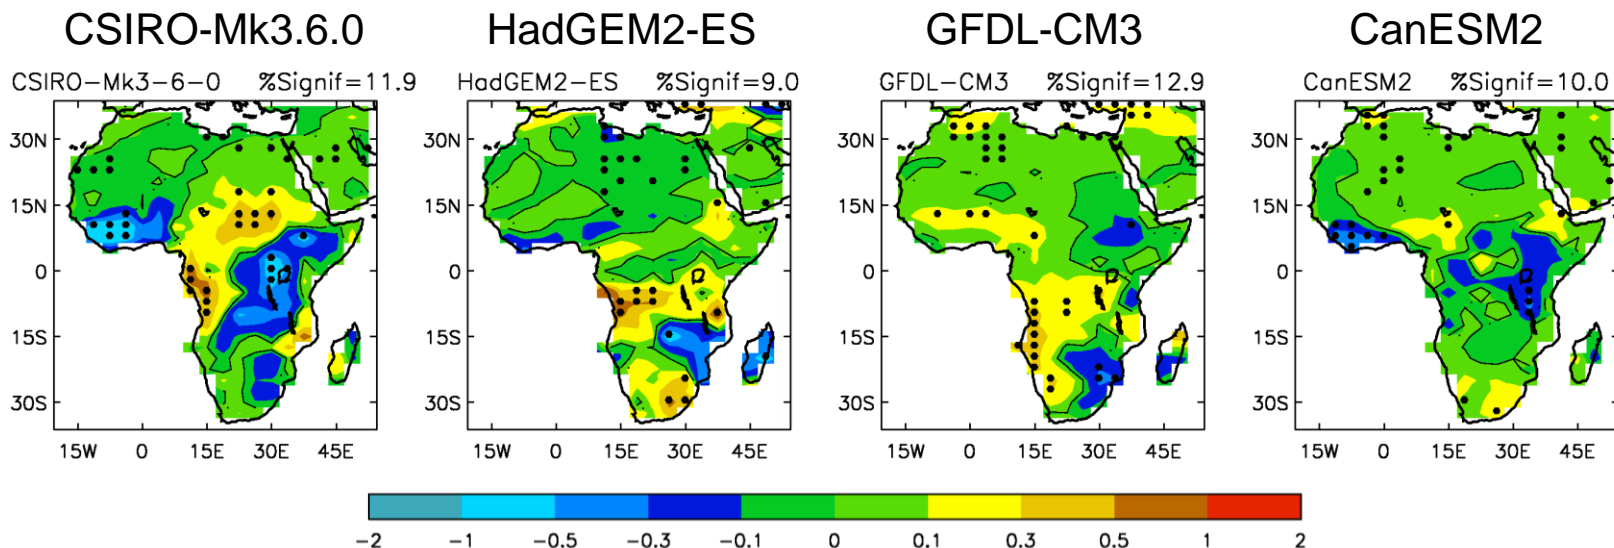 CSIRO-Mk3.6.0 HadGEM2-ES GFDL-CM3 CanESM2
CSIRO-Mk3-6-0 %Signif=11.9 HadGEM2-ES %Signif=9.0 GFDL-CM3 %Signif=12.9 CanESM2 %Signif=10.0
30N 30N 30N 30N
15N 15N 15N 15N
0 0 0 0
15S 15S 15S 15S
30S 30S 30S 30S
15W 0 15E 30E 45E 15W 0 15E 30E 45E 15W 0 15E 30E 45E 15W 0 15E 30E 45E
-2 -1 -0.5 -0.3 -0.1 0 0.1 0.3 0.5 1 2